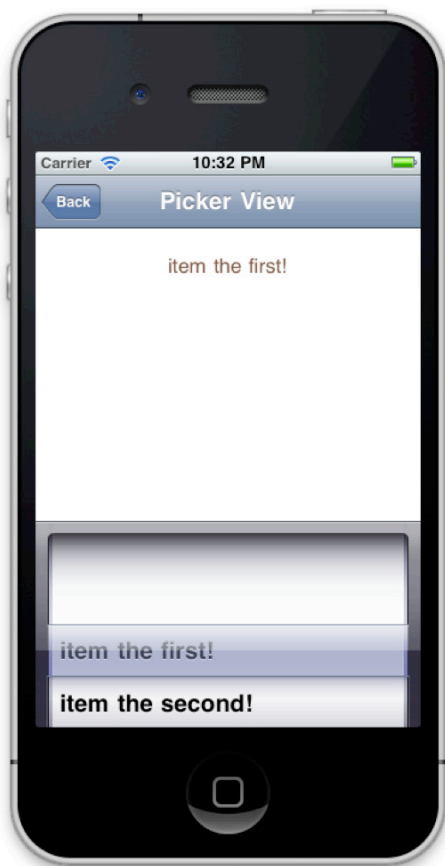 Carrier 10:32 PM
Back Picker View
item the first!
item the first!
item the second!